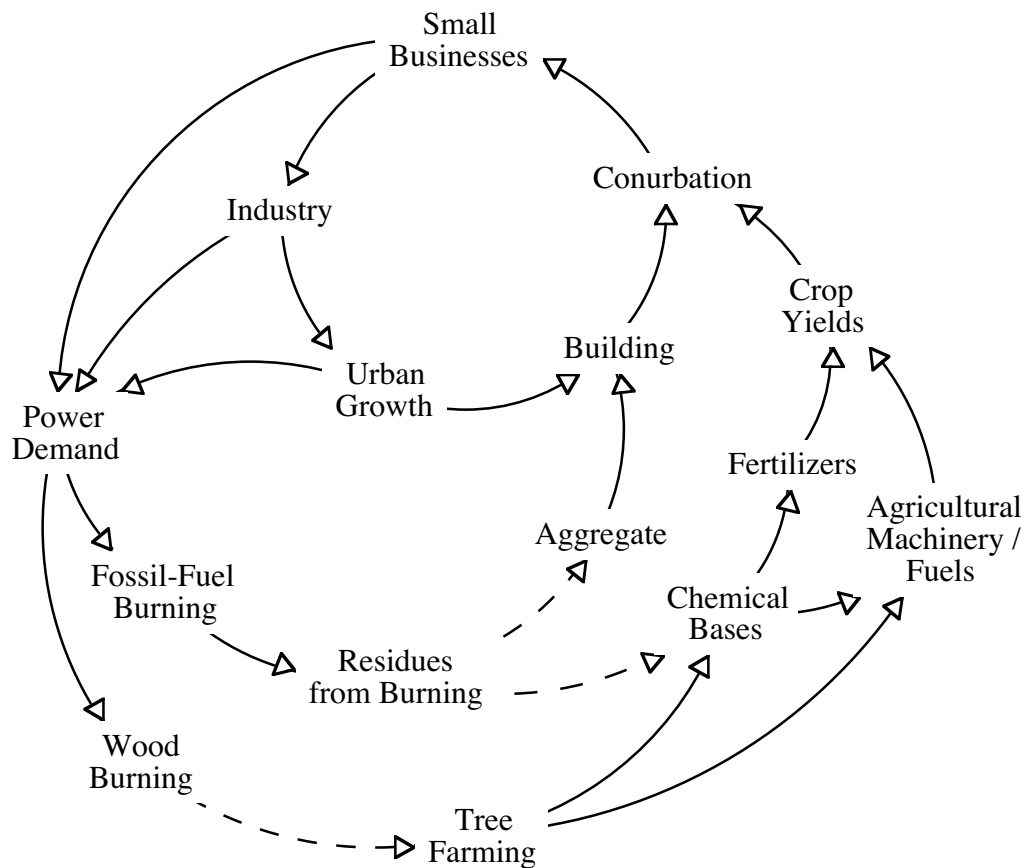 Small
Businesses
Conurbation
Industry
Crop
Yields
Building
Urban
Growth
Power
Demand
Fertilizers
Agricultural
Machinery /
Fuels
Aggregate
Fossil-Fuel
Burning
Chemical
Bases
Residues
from Burning
Wood
Burning
Tree
Farming